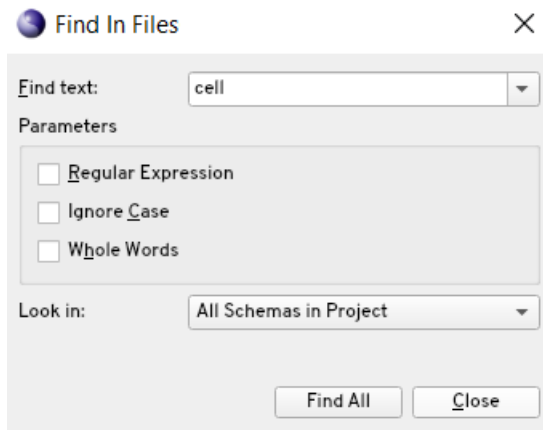 Find In Files
Find text: cell
Parameters
Regular Expression
Ignore Case
Whole Words
Look in: All Schemas in Project
Find All Close